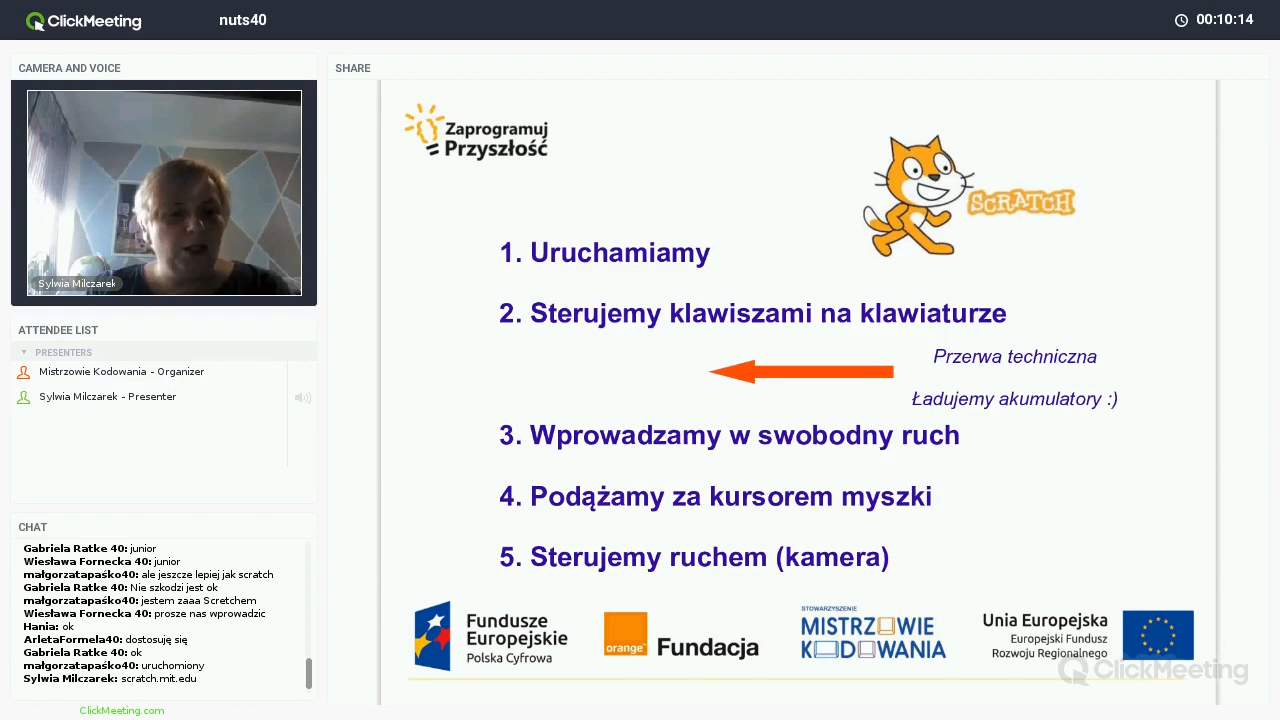 ClickMeeting
nuts40
00:10:14
CAMERA AND VOICE
Sylwia Milczarek
ATTENDEE LIST
PRESENTERS
Mistrzowie Kodowania - Organizer
Sylwia Milczarek - Presenter
CHAT
Gabriela Ratke 40: junior
Wiesława Fornecka 40: junior
małgorzatapaśko40: ale jeszcze lepiej jak scratch
Gabriela Ratke 40: Nie szkodzi jest ok
małgorzatapaśko40: jestem zaaa Scretchem
Wiesława Fornecka 40: prosze nas wprowadzic
Hania: ok
ArletaFormela40: dostosuję się
Gabriela Ratke 40: ok
małgorzatapaśko40: uruchomiony
Sylwia Milczarek: scratch.mit.edu
ClickMeeting.com
SHARE
Zaprogramuj
Przyszłość
SCRATCH
1. Uruchamiamy
2. Sterujemy klawiszami na klawiaturze
Przerwa techniczna
Ładujemy akumulatory :)
3. Wprowadzamy w swobodny ruch
4. Podążamy za kursorem myszki
5. Sterujemy ruchem (kamera)
Fundusze
Europejskie
Polska Cyfrowa
orange
Fundacja
STOWARZYSZENIE
MISTRZOWIE
KODOWANIA
Unia Europejska
Europejski Fundusz
Rozwoju Regionalnego
ClickMeeting